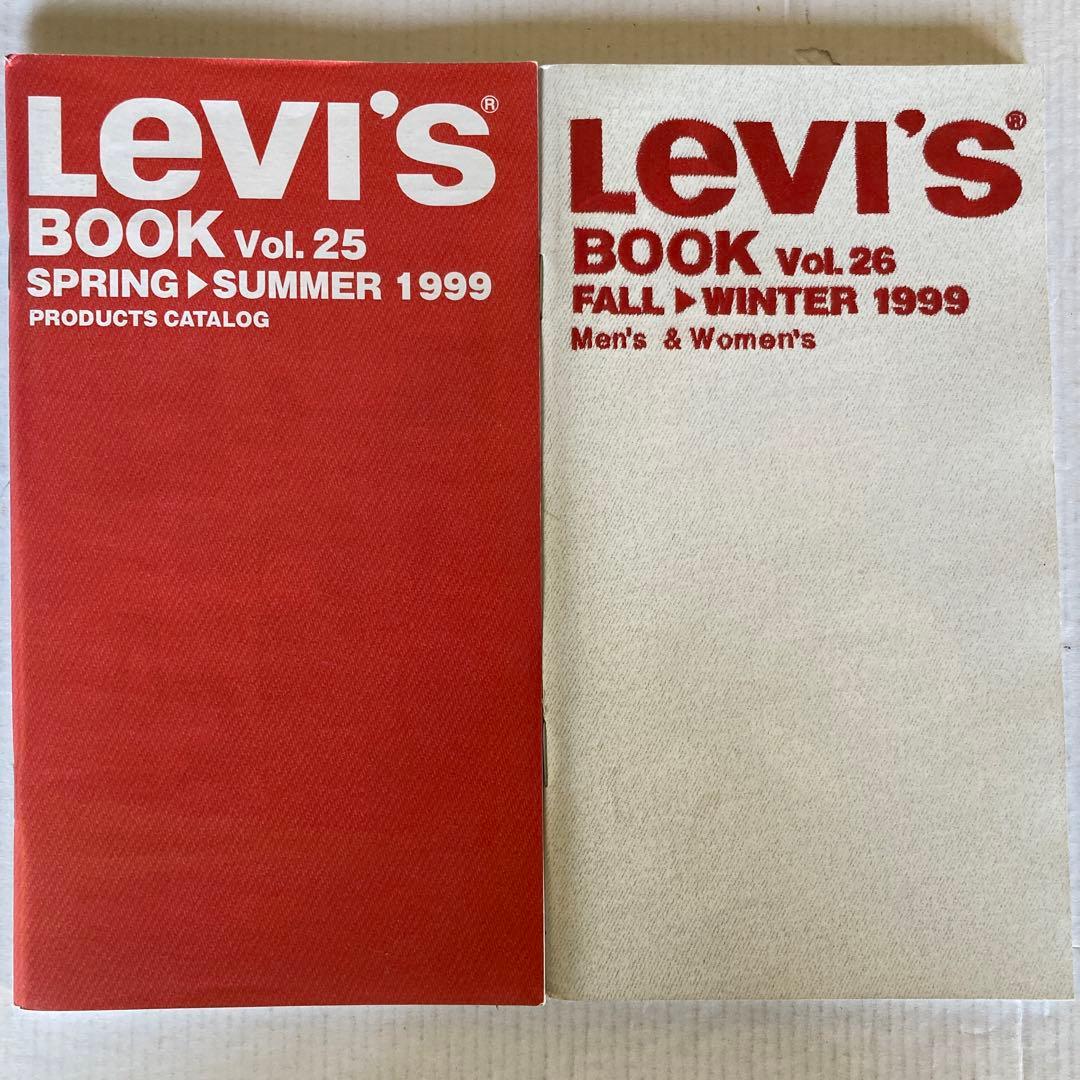 Levi's®
BOOK Vol. 25
SPRING▶SUMMER 1999
PRODUCTS CATALOG
Levi's®
BOOK Vol. 26
FALL▶WINTER 1999
Men's & Women's